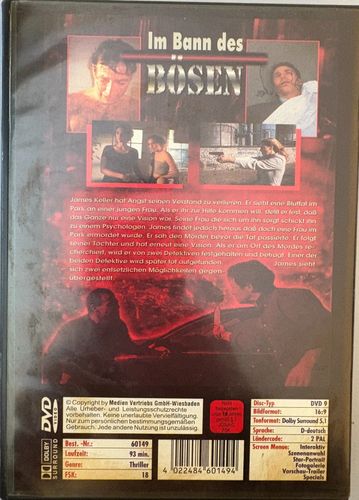 Im Bann des
BÖSEN
James Keller hat Angst seinen Verstand zu verlieren. Er sieht eine Bluttat im
Park an einer jungen Frau. Als er ihr zur Hilfe kommen will, stellt er fest, daß
das Ganze nur eine Vision war. Seine Frau die sich um ihn sorgt schickt ihn
zu einem Psychologen. James findet jedoch heraus daß doch eine Frau im
Park ermordet wurde. Er sah den Mörder bevor die Tat passierte. Er folgt
seiner Tochter und hat erneut eine Vision. Als er am Ort des Mordes re-
cherchiert, wird er von zwei Detektiven festgehalten und befragt. Einer der
beiden Detektive wird später tot aufgefunden. James sieht
sich zwei entsetzlichen Möglichkeiten gegen-
übergestellt.
DVD
VIDEO
DOLBY
SURROUND
© Copyright by Medien Vertriebs GmbH-Wiesbaden
Alle Urheber- und Leistungsschutzrechte
vorbehalten. Keine unerlaubte Vervielfältigung.
Nur zum persönlichen bestimmungsgemäßen
Gebrauch. Jede andere Nutzung ist unzulässig.
Best. -Nr.: 60149
Laufzeit: 93 min.
Genre: Thriller
FSK: 18
4 022484 601494
Disc-Typ: DVD 9
Bildformat: 16:9
Tonformat: Dolby Surround 5.1
Sprache: D-deutsch
Ländercode: 2 PAL
Screen Menue: Interaktiv
Szenenanwahl
Star-Portrait
Fotogalerie
Vorschau-Trailer
Specials